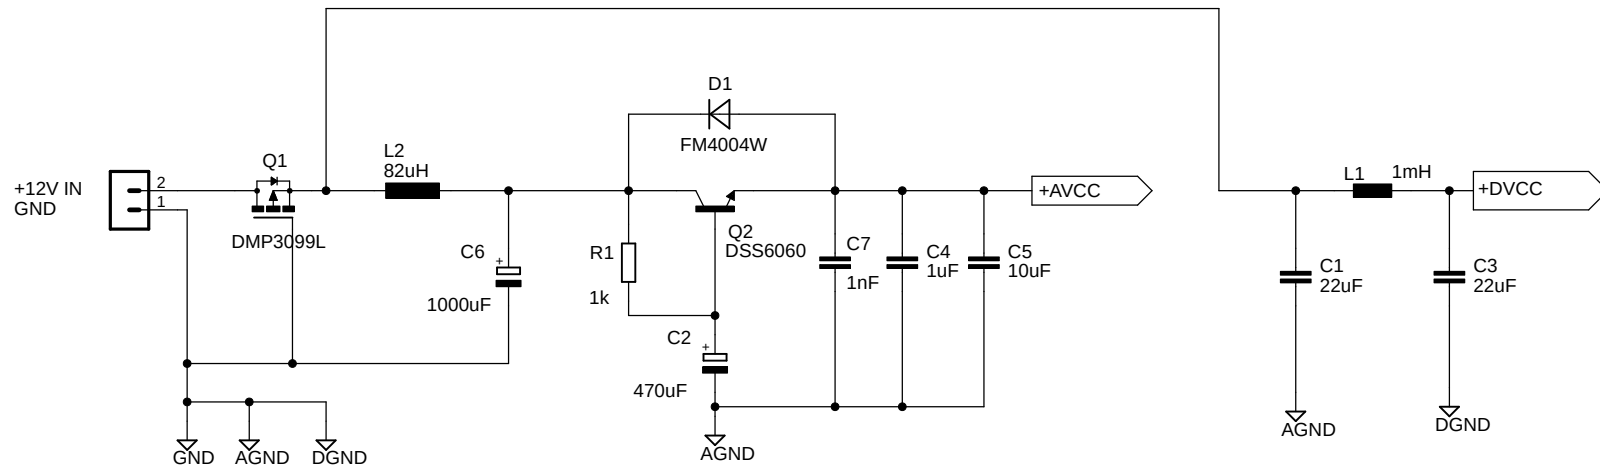 +12V IN
GND
2
1
Q1
DMP3099L
L2
82uH
C6
+
1000uF
D1
FM4004W
R1
1k
Q2
DSS6060
C2
+
470uF
C7
1nF
C4
1uF
C5
10uF
+AVCC
L1
1mH
+DVCC
C1
22uF
C3
22uF
GND
AGND
DGND
AGND
AGND
DGND